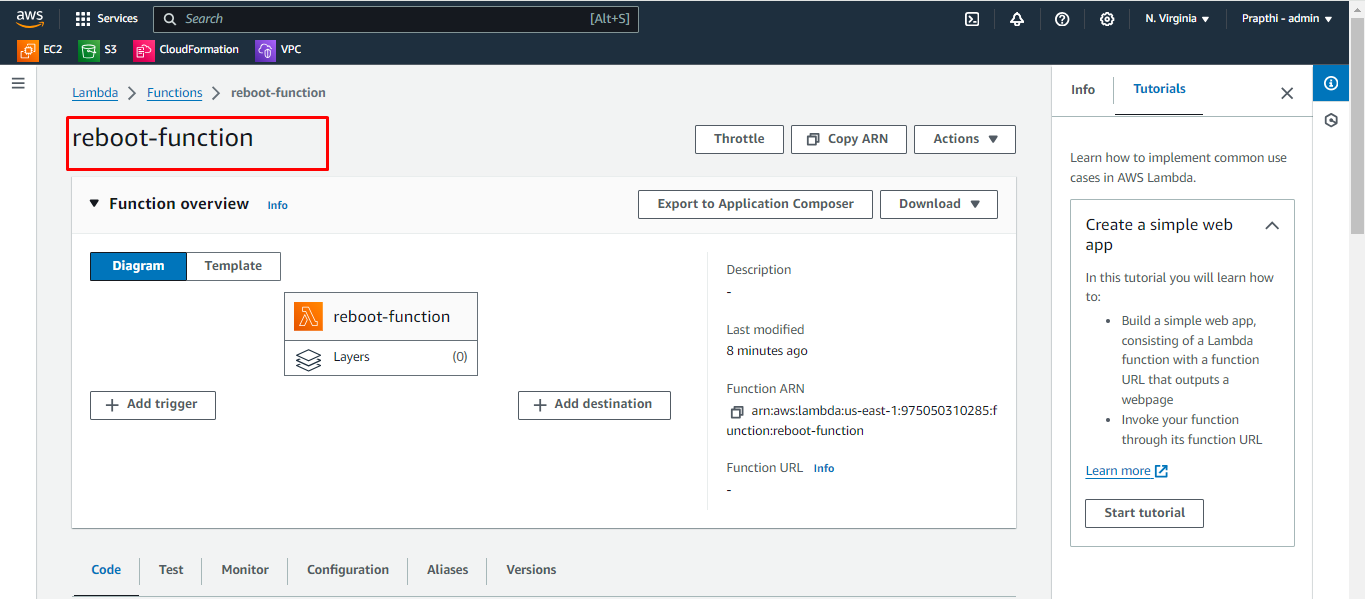 aws
Services
Search
[Alt+S]
N. Virginia
Prapthi - admin
EC2
S3
CloudFormation
VPC
Lambda
Functions
reboot-function
reboot-function
Throttle
Copy ARN
Actions
Function overview
Info
Export to Application Composer
Download
Diagram
Template
reboot-function
Layers
(0)
Add trigger
Add destination
Description
-
Last modified
8 minutes ago
Function ARN
arn:aws:lambda:us-east-1:975050310285:f
unction:reboot-function
Function URL
Info
-
Code
Test
Monitor
Configuration
Aliases
Versions
Info
Tutorials
Learn how to implement common use
cases in AWS Lambda.
Create a simple web
app
In this tutorial you will learn how
to:
• Build a simple web app,
consisting of a Lambda
function with a function
URL that outputs a
webpage
• Invoke your function
through its function URL
Learn more
Start tutorial